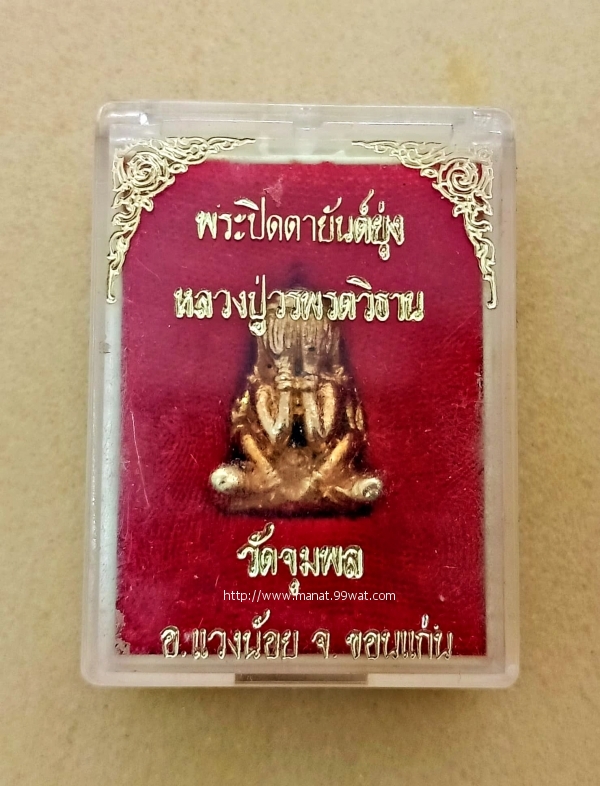 พระปิดตายันต์ยุ่ง
หลวงปู่วรพรตวิธาน
วัดจุมพล
http://www.manat.99wat.com
อ.แวงน้อย จ. ขอนแก่น